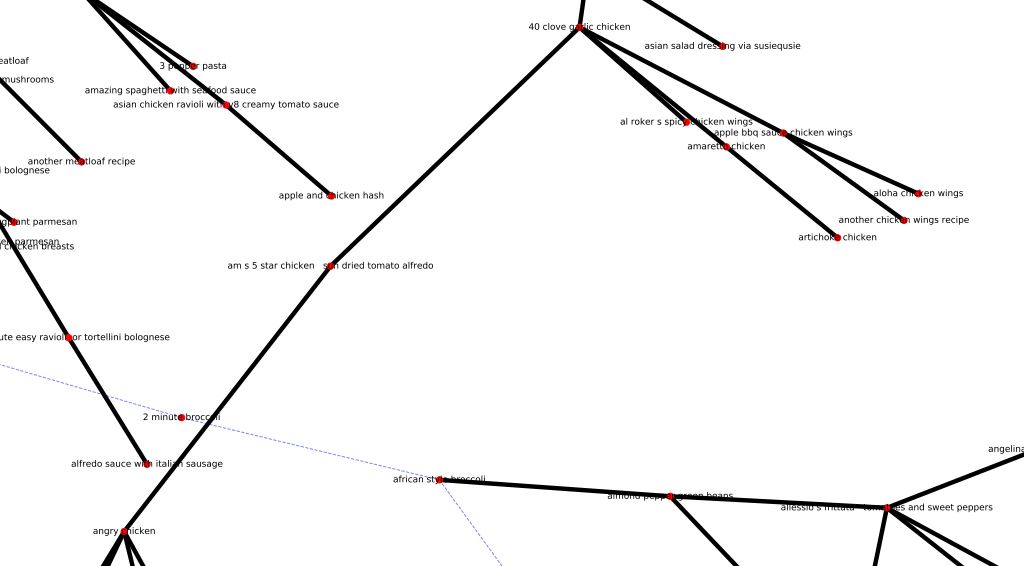 40 clove garlic chicken
asian salad dressing via susiequsie
eatloaf
3 pepper pasta
mushrooms
amazing spaghetti with seafood sauce
asian chicken ravioli with v8 creamy tomato sauce
al roker s spicy chicken wings
apple bbq sauce chicken wings
amaretto chicken
another meatloaf recipe
i bolognese
aloha chicken wings
apple and chicken hash
another chicken wings recipe
eggplant parmesan
artichoke chicken
parmesan
chicken breasts
am s 5 star chicken sun dried tomato alfredo
ute easy ravioli or tortellini bolognese
2 minute broccoli
angelina
alfredo sauce with italian sausage
african style broccoli
almond pepper green beans
allessio's frittata tomatoes and sweet peppers
angry chicken